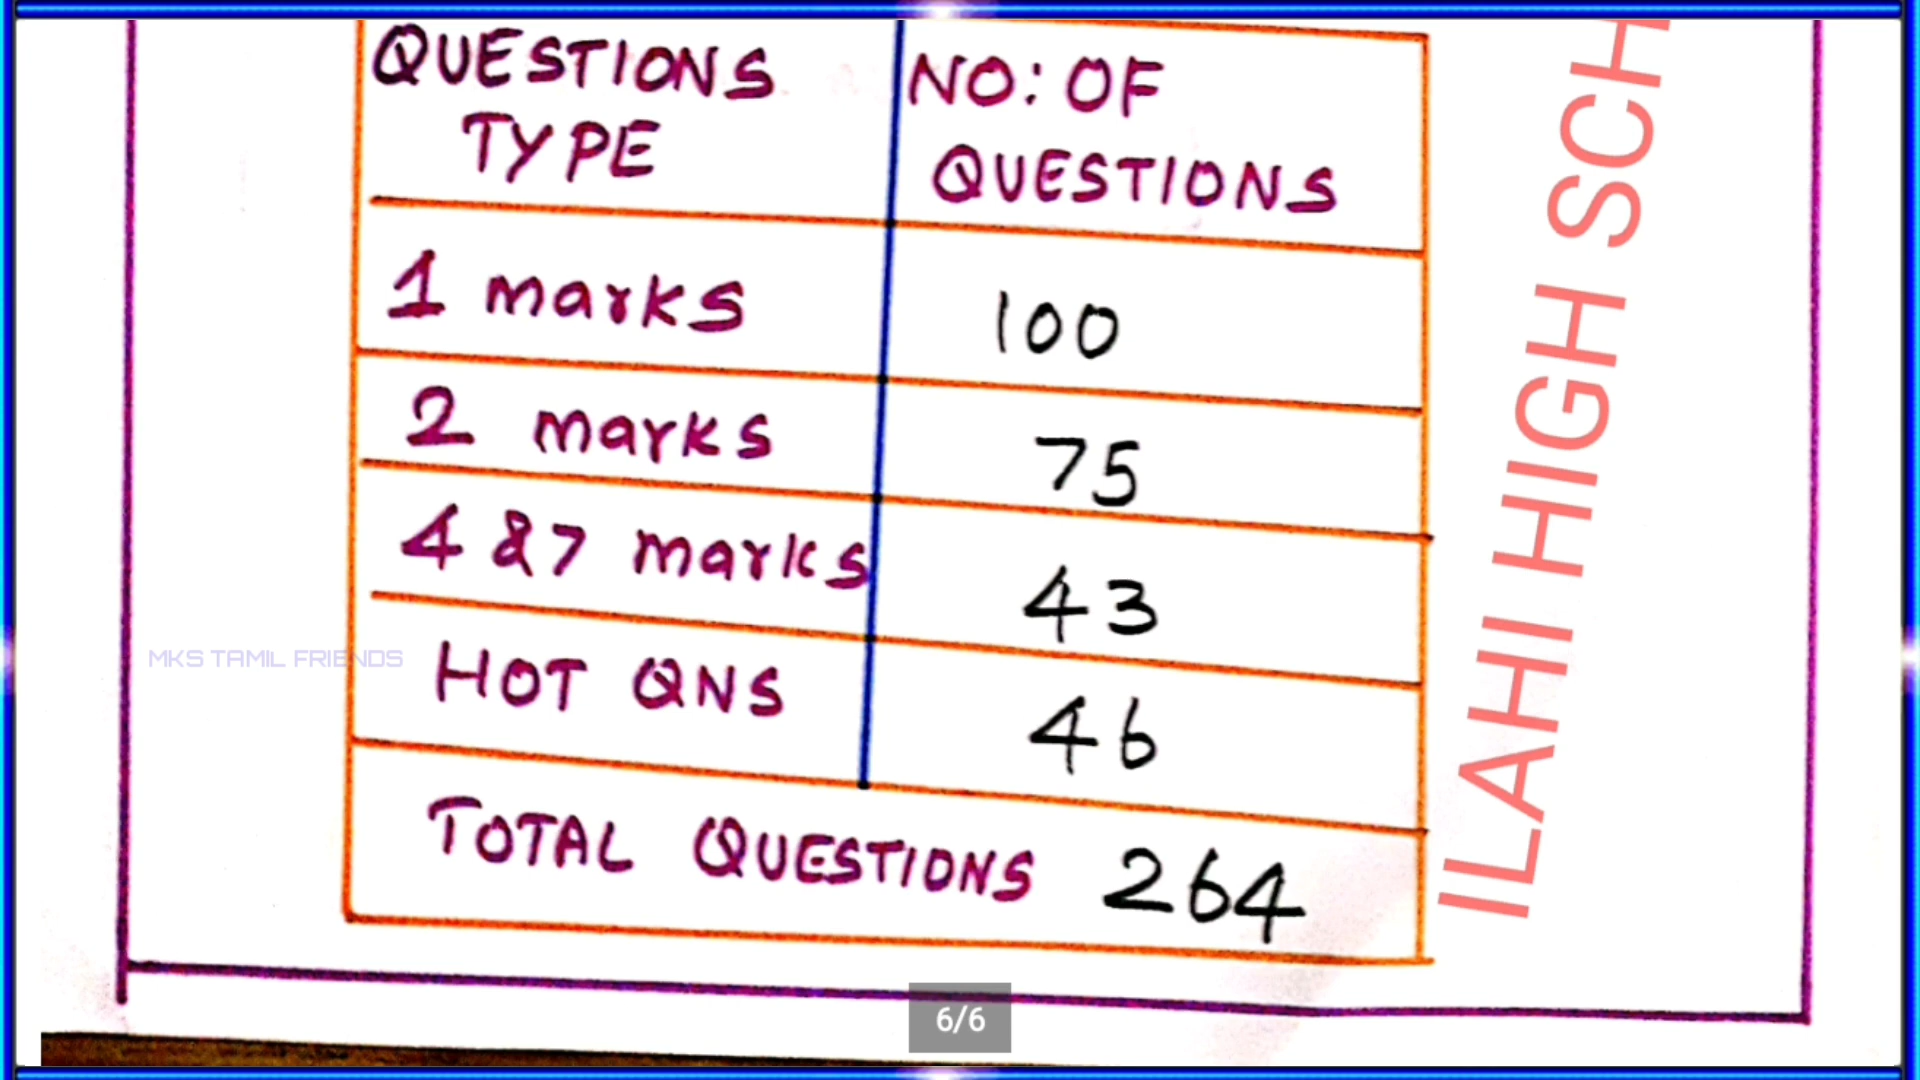 QUESTIONS TYPE
NO: OF QUESTIONS
1 marks 100
2 marks 75
4 & 7 marks 43
HOT QNS 46
TOTAL QUESTIONS 264
ILAHI HIGH SCH
MKS TAMIL FRIENDS
6/6